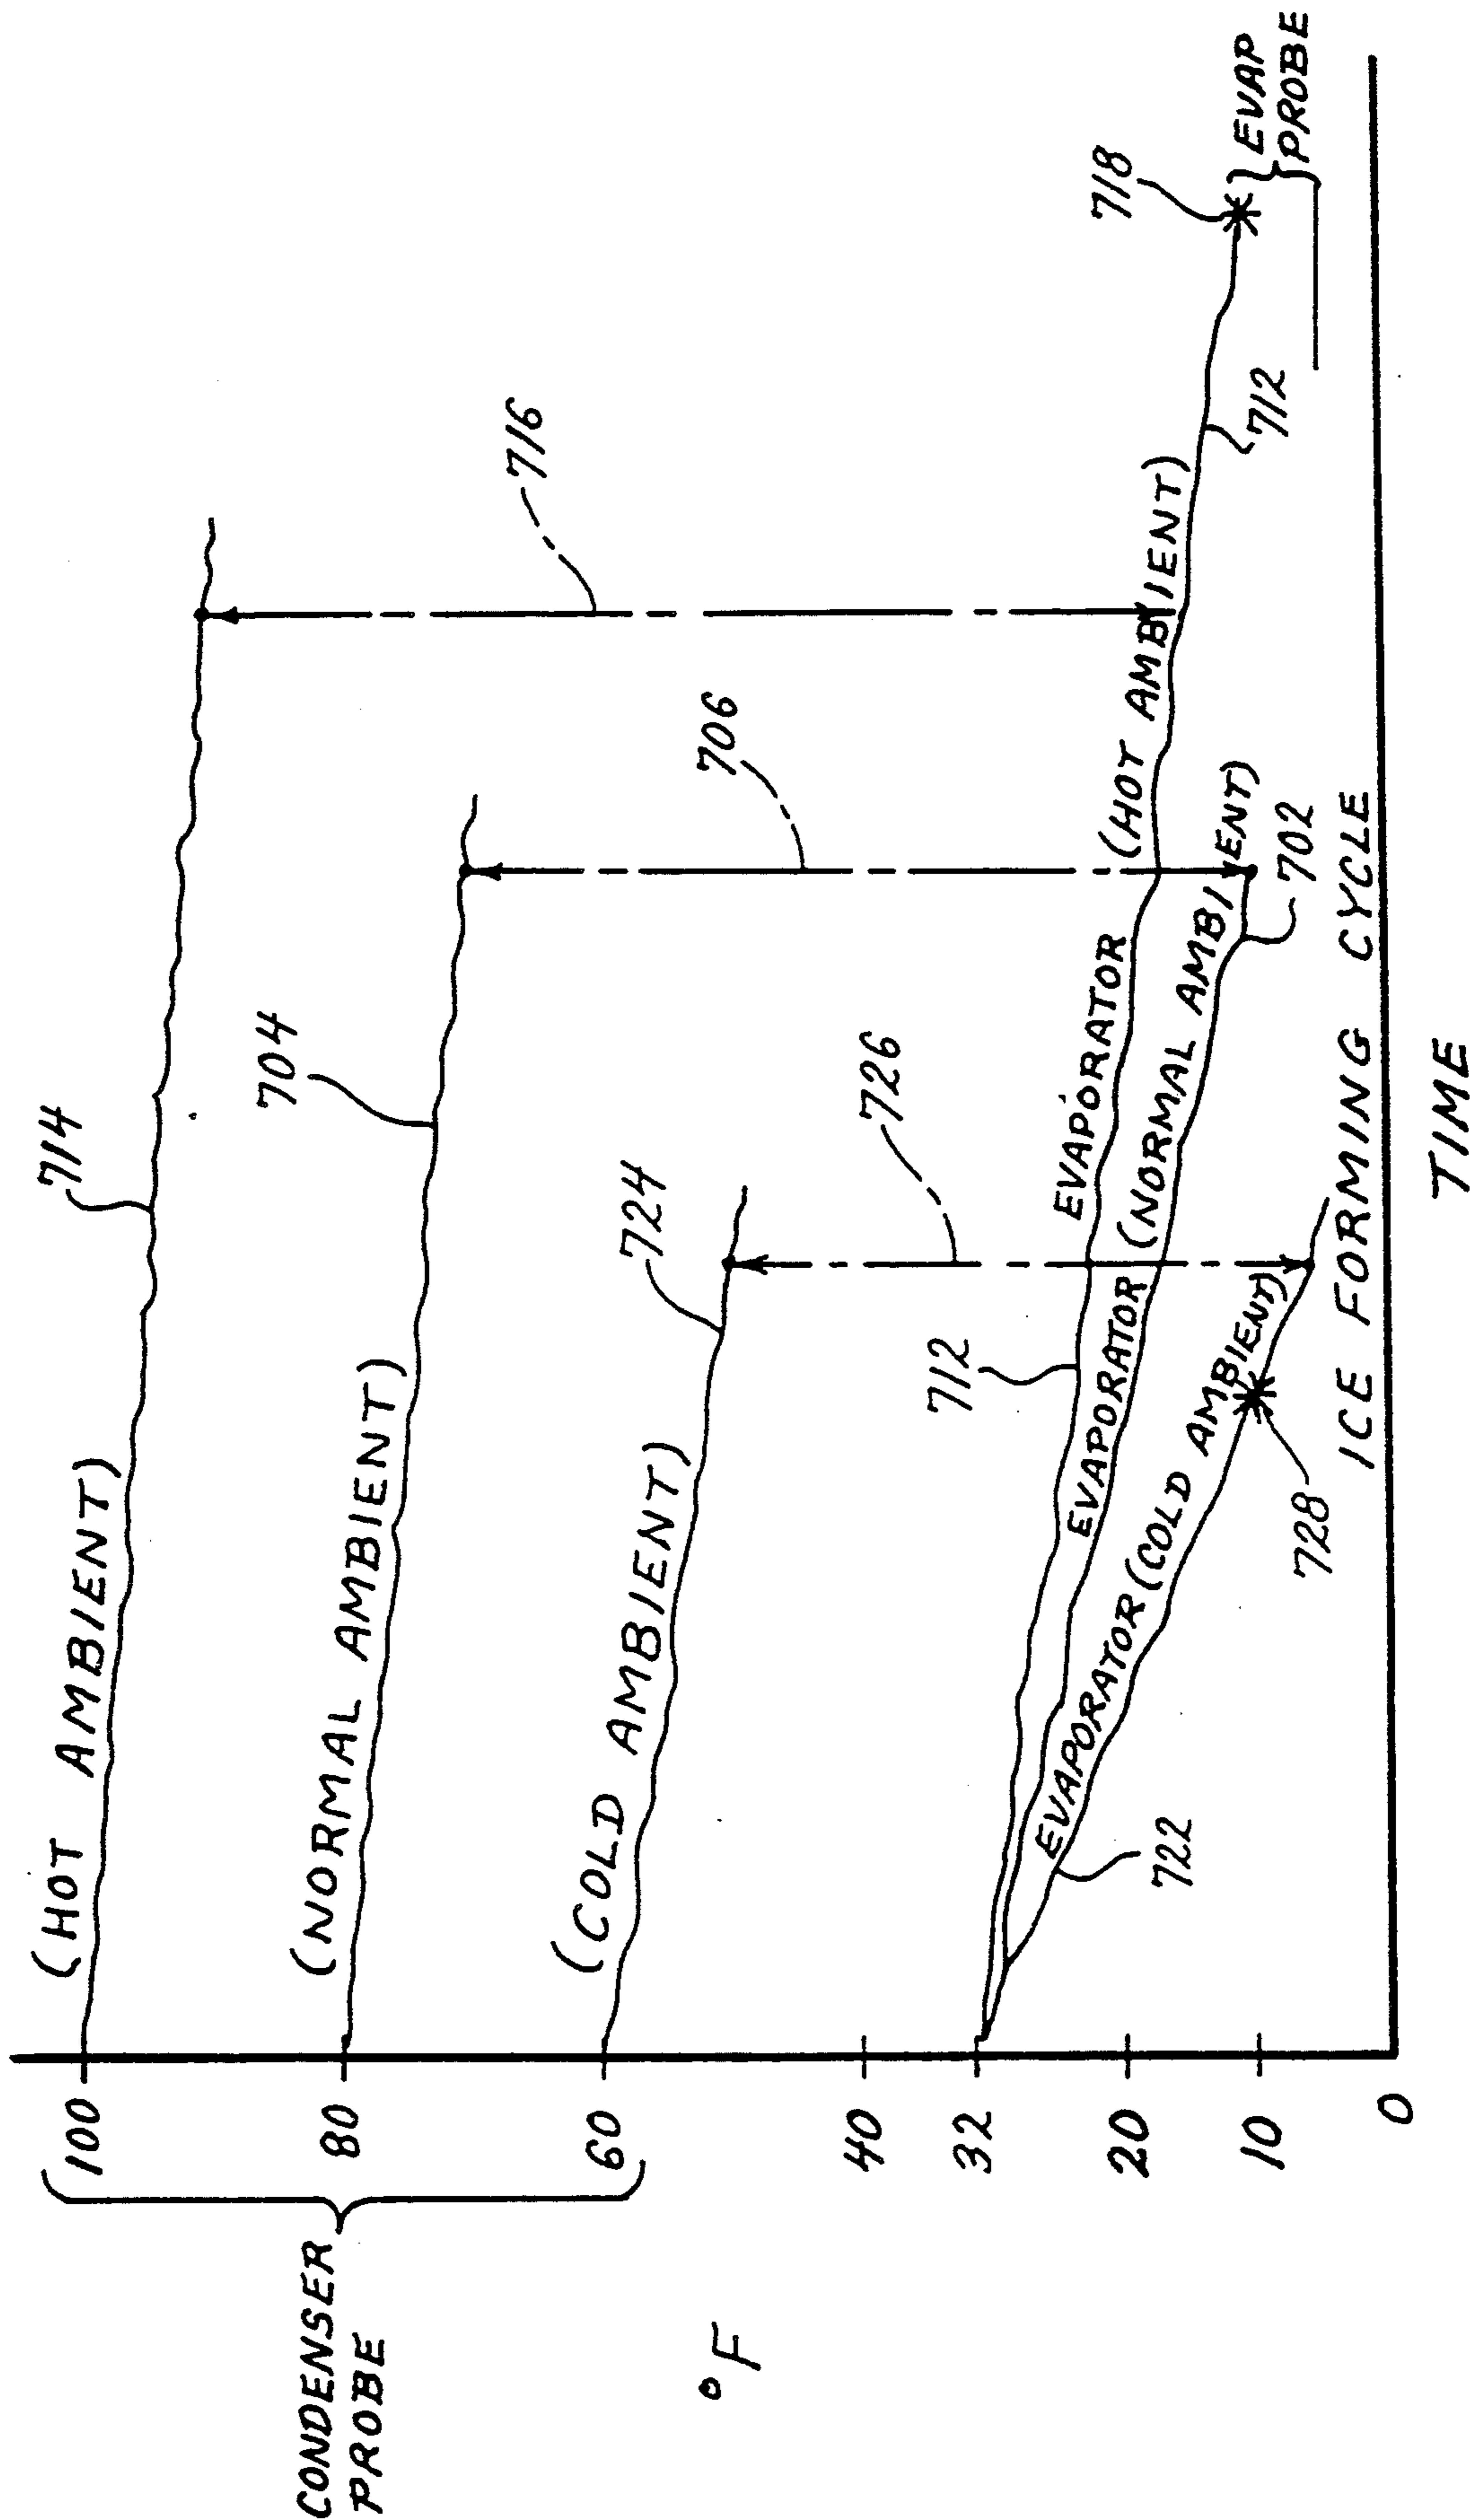 CONDENSER
PROBE
°F
100
80
60
40
32
20
10
0
(HOT AMBIENT)
714
716
(NORMAL AMBIENT)
704
706
(COLD AMBIENT)
724
726
712
EVAPORATOR (HOT AMBIENT)
EVAPORATOR (NORMAL AMBIENT)
EVAPORATOR (COLD AMBIENT)
722
728
702
712
718
EVAP
PROBE
ICE FORMING CYCLE
TIME